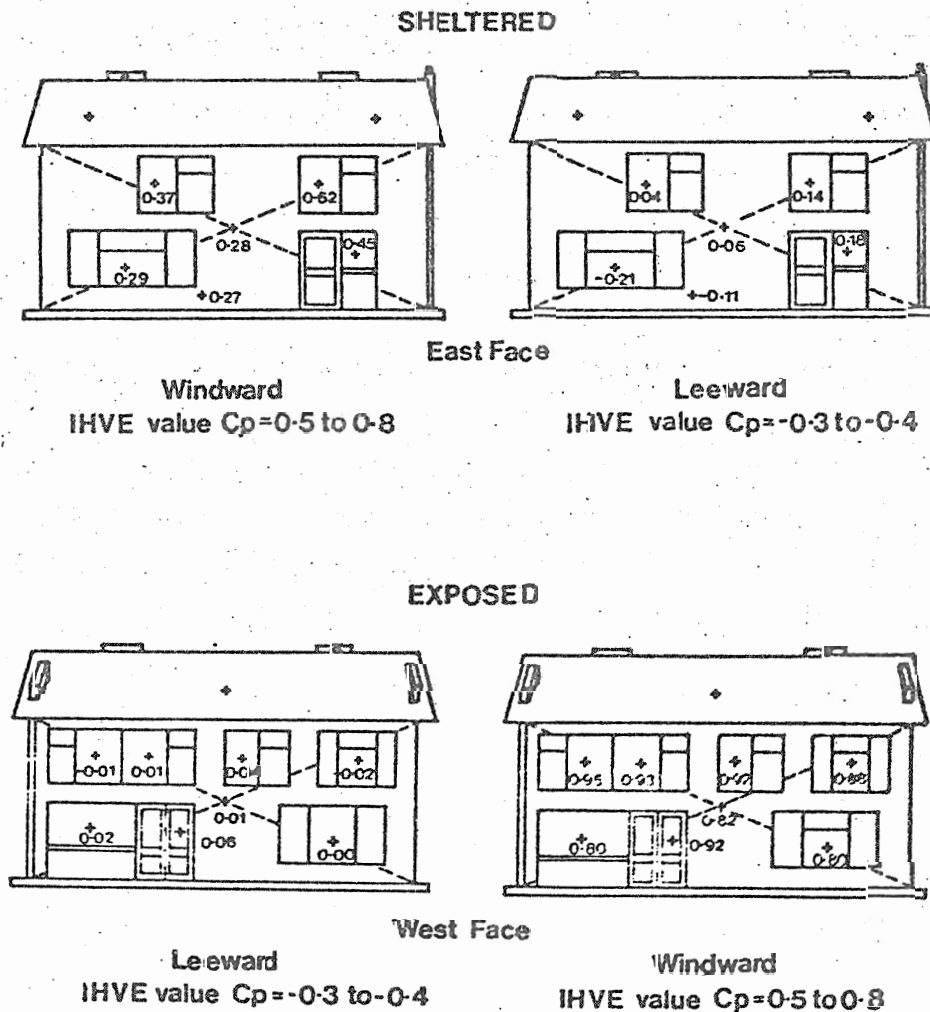 SHELTERED
0·37 0·62
0·28 0·45
0·29
0·27
0·04 0·14
0·06 0·18
-0·21
-0·11
East Face
Windward
IHVE value Cp=0·5 to 0·8
Leeward
IHVE value Cp=-0·3 to -0·4
EXPOSED
-0·01 0·01 -0·02
0·01
0·02 0·06
0·00
0·95 0·93 0·88
0·82
0·80 0·92
West Face
Leeward
IHVE value Cp=-0·3 to -0·4
Windward
IHVE value Cp=0·5 to 0·8